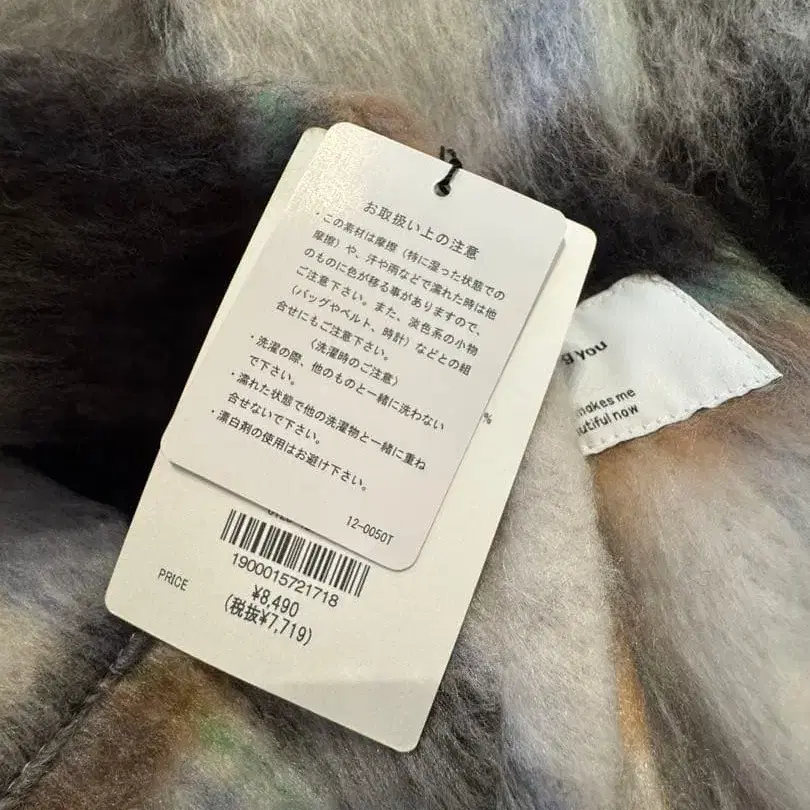 お取扱い上の注意
・この素材は摩擦（特に湿った状態での
摩擦）や、汗や雨などで濡れた時は他
のものに色が移る事がありますので、
ご注意下さい。また、淡色系の小物
（バッグやベルト、時計）などとの組
合せにもご注意下さい。
〈洗濯時のご注意〉
・洗濯の際、他のものと一緒に洗わない
で下さい。
・濡れた状態で他の洗濯物と一緒に重ね
合せないで下さい。
・漂白剤の使用はお避け下さい。
12-0050T
%
1900015721718
PRICE
¥8,490
(税抜¥7,719)
you
makes me
now